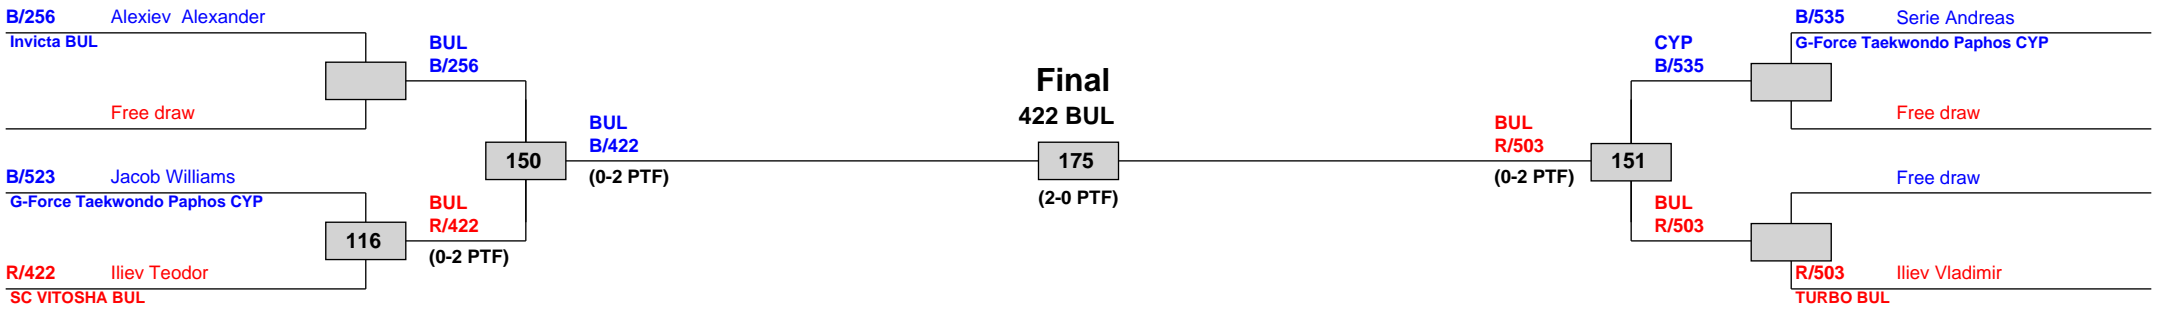 B/256 Alexiev Alexander
Invicta BUL
Free draw
BUL
B/256
B/523 Jacob Williams
G-Force Taekwondo Paphos CYP
116
R/422 Iliev Teodor
SC VITOSHA BUL
BUL
R/422
(0-2 PTF)
150
BUL
B/422
(0-2 PTF)
Final
422 BUL
175
(2-0 PTF)
BUL
R/503
(0-2 PTF)
151
CYP
B/535
BUL
R/503
B/535 Serie Andreas
G-Force Taekwondo Paphos CYP
Free draw
Free draw
R/503 Iliev Vladimir
TURBO BUL